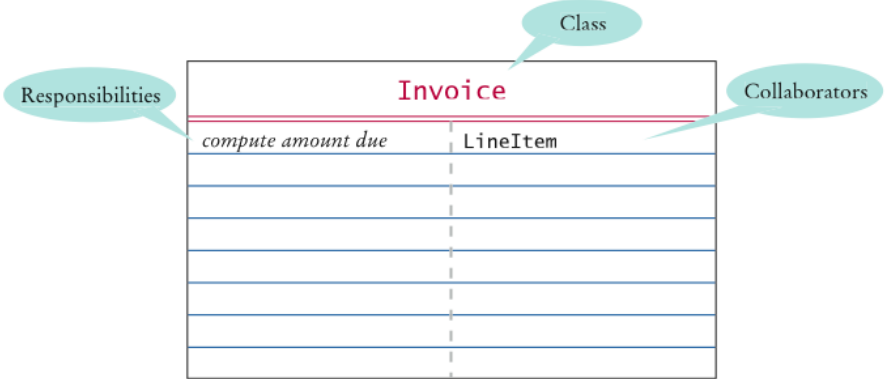 Class
Invoice
Responsibilities
Collaborators
compute amount due
LineItem